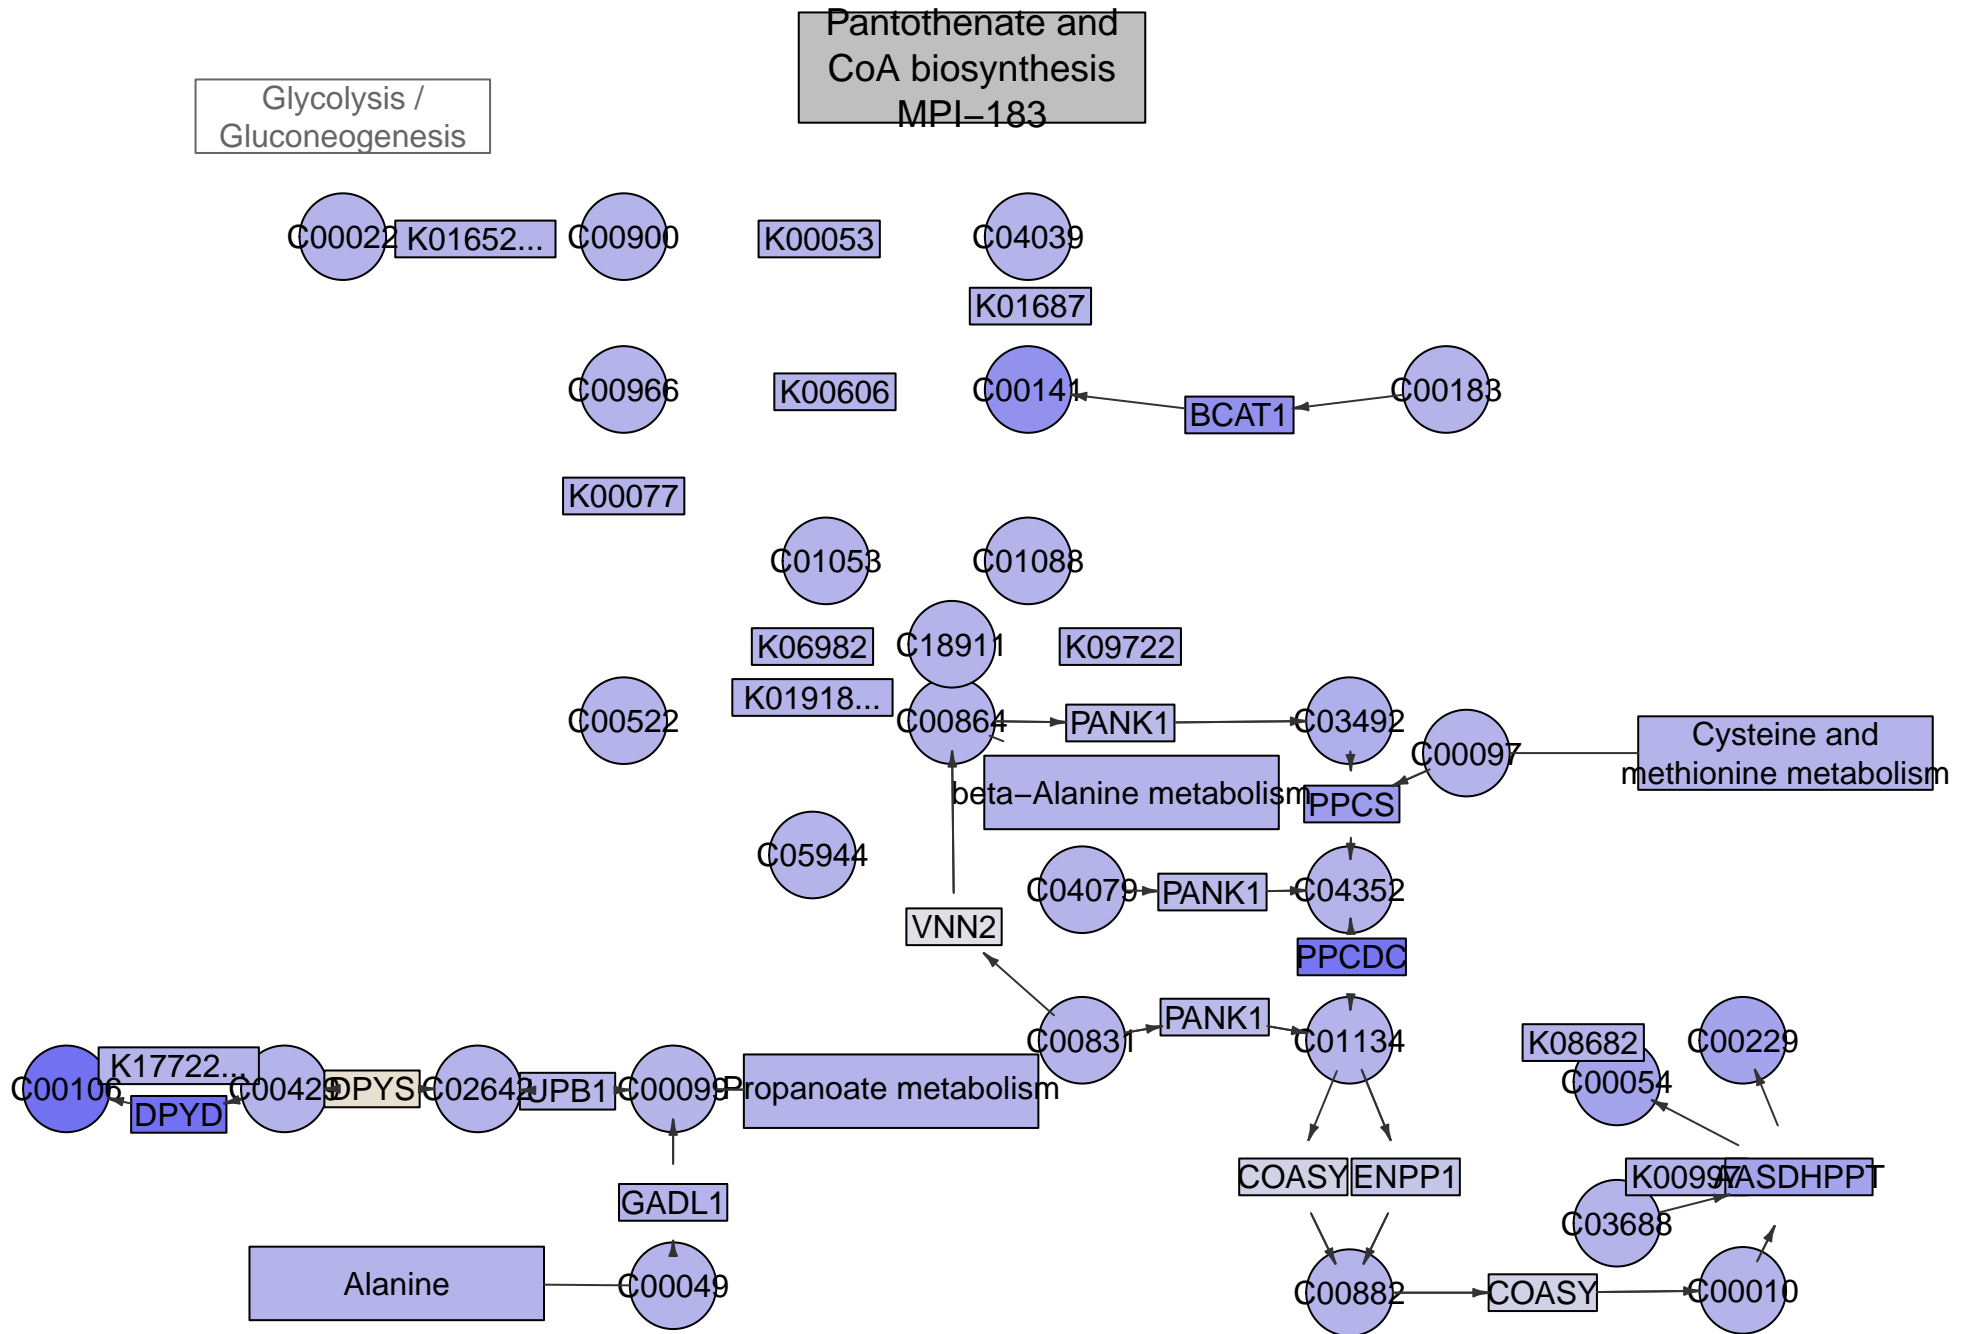 Pantothenate and
CoA biosynthesis
MPI−183
Glycolysis /
Gluconeogenesis
C00022
K01652...
C00900
K00053
C04039
K01687
C00966
K00606
C00141
BCAT1
C00183
K00077
C01053
C01088
K06982
C18911
K09722
K01918...
C00522
C00864
PANK1
C03492
C00097
Cysteine and
methionine metabolism
beta−Alanine metabolism
PPCS
C05944
C04079
PANK1
C04352
VNN2
PPCDC
C00831
PANK1
C01134
K08682
C00054
C00229
C00106
K17722...
DPYD
C00429
DPYS
C02642
UPB1
C00099
Propanoate metabolism
COASY
ENPP1
K00997
AASDHPPT
GADL1
C03688
Alanine
C00049
C00882
COASY
C00010